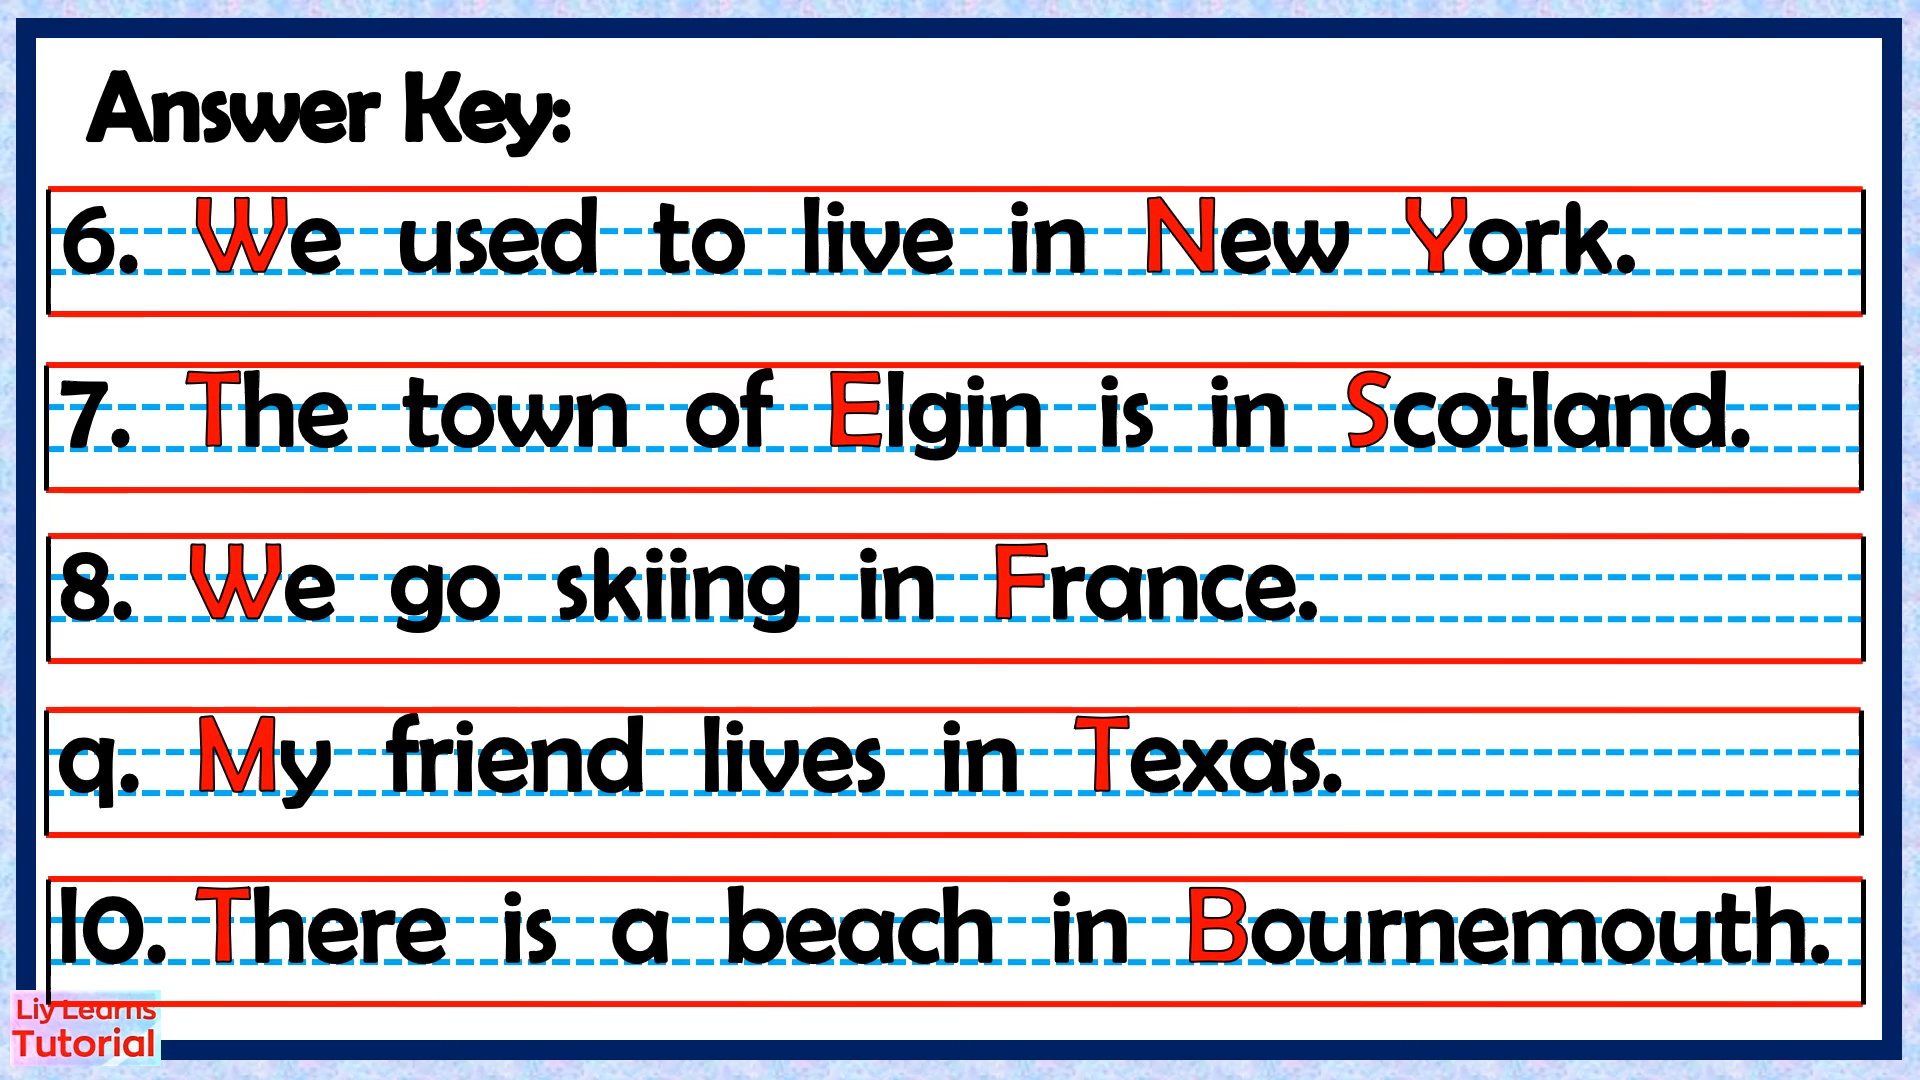 Answer Key:
6. We used to live in New York.
7. The town of Elgin is in Scotland.
8. We go skiing in France.
9. My friend lives in Texas.
10. There is a beach in Bournemouth.
Liy Learns
Tutorial